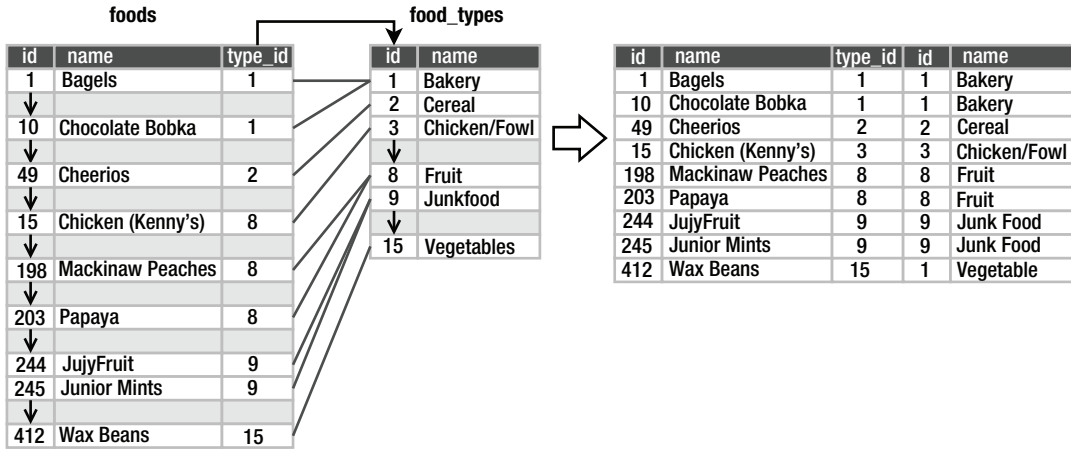 foods
id name type_id
1 Bagels 1
10 Chocolate Bobka 1
49 Cheerios 2
15 Chicken (Kenny's) 8
198 Mackinaw Peaches 8
203 Papaya 8
244 JujyFruit 9
245 Junior Mints 9
412 Wax Beans 15
food_types
id name
1 Bakery
2 Cereal
3 Chicken/Fowl
8 Fruit
9 Junkfood
15 Vegetables
id name type_id id name
1 Bagels 1 1 Bakery
10 Chocolate Bobka 1 1 Bakery
49 Cheerios 2 2 Cereal
15 Chicken (Kenny's) 3 3 Chicken/Fowl
198 Mackinaw Peaches 8 8 Fruit
203 Papaya 8 8 Fruit
244 JujyFruit 9 9 Junk Food
245 Junior Mints 9 9 Junk Food
412 Wax Beans 15 1 Vegetable